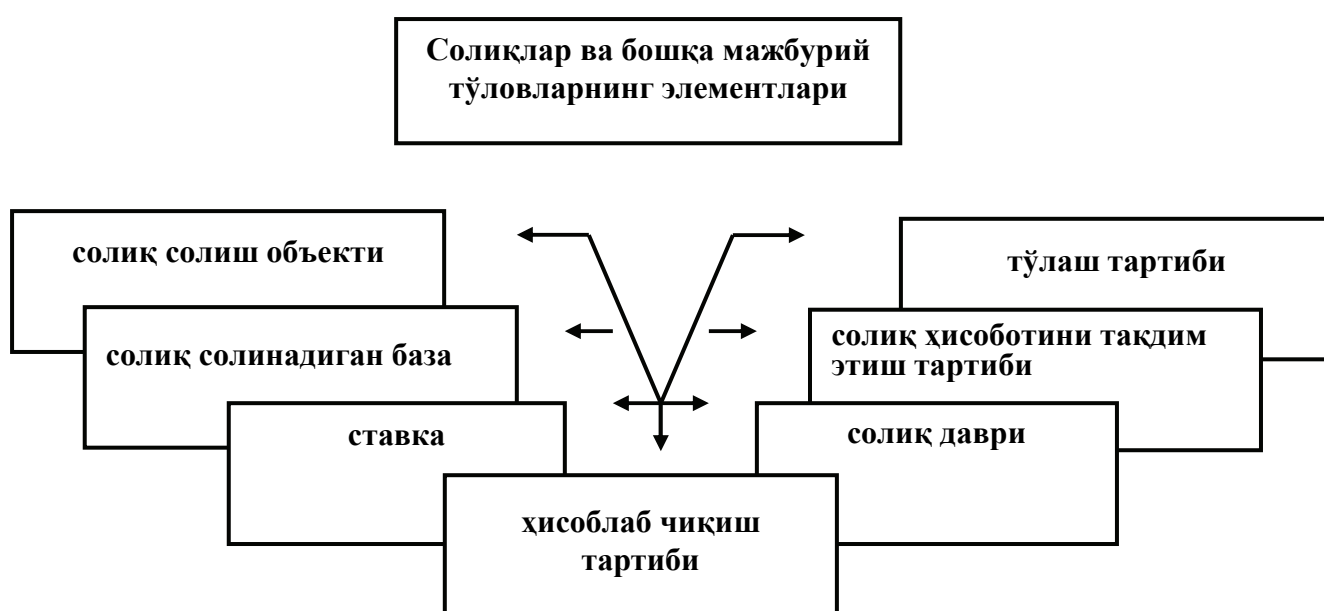 Солиқлар ва бошқа мажбурий
тўловларнинг элементлари
солиқ солиш объекти
солиқ солинадиган база
ставка
ҳисоблаб чиқиш
тартиби
солиқ даври
солиқ ҳисоботини тақдим
этиш тартиби
тўлаш тартиби